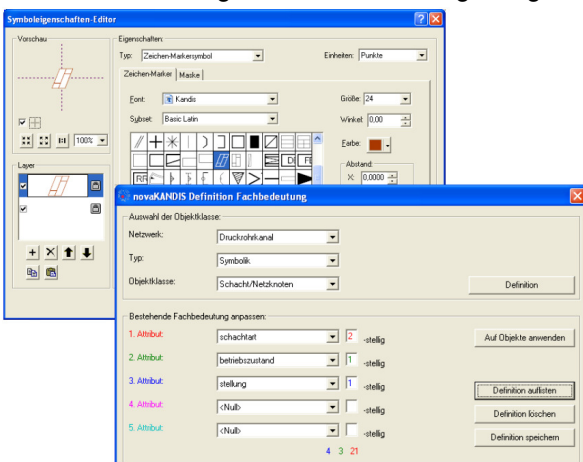 Symboleigenschaften-Editor
Vorschau
Eigenschaften:
Typ: Zeichen-Markersymbol
Einheiten: Punkte
Zeichen-Marker
Maske
Font: Kandis
Größe: 24
Subset: Basic Latin
Winkel: 0,00
Farbe:
Abstand:
X: 0,0000
100%
1:1
Layer
novaKANDIS Definition Fachbedeutung
Auswahl der Objektklasse:
Netzwerk: Druckrohrkanal
Typ: Symbolik
Objektklasse: Schacht/Netzknoten
Definition
Bestehende Fachbedeutung anpassen:
1. Attribut: schachtart 2 -stellig
Auf Objekte anwenden
2. Attribut: betriebszustand 1 -stellig
3. Attribut: stellung 1 -stellig
Definition auflisten
4. Attribut: <Null> -stellig
Definition löschen
5. Attribut: <Null> -stellig
Definition speichern
4 3 21